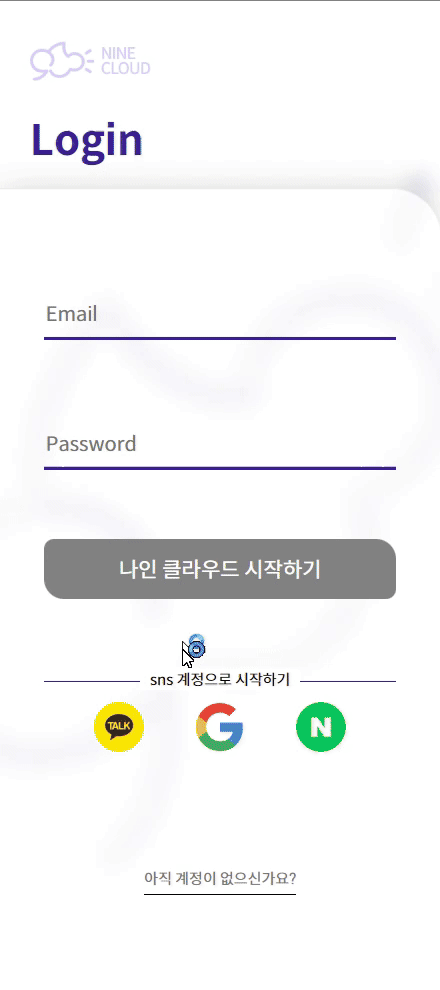 NINE
CLOUD
Login
Email
Password
나인 클라우드 시작하기
sns 계정으로 시작하기
TALK
N
아직 계정이 없으신가요?